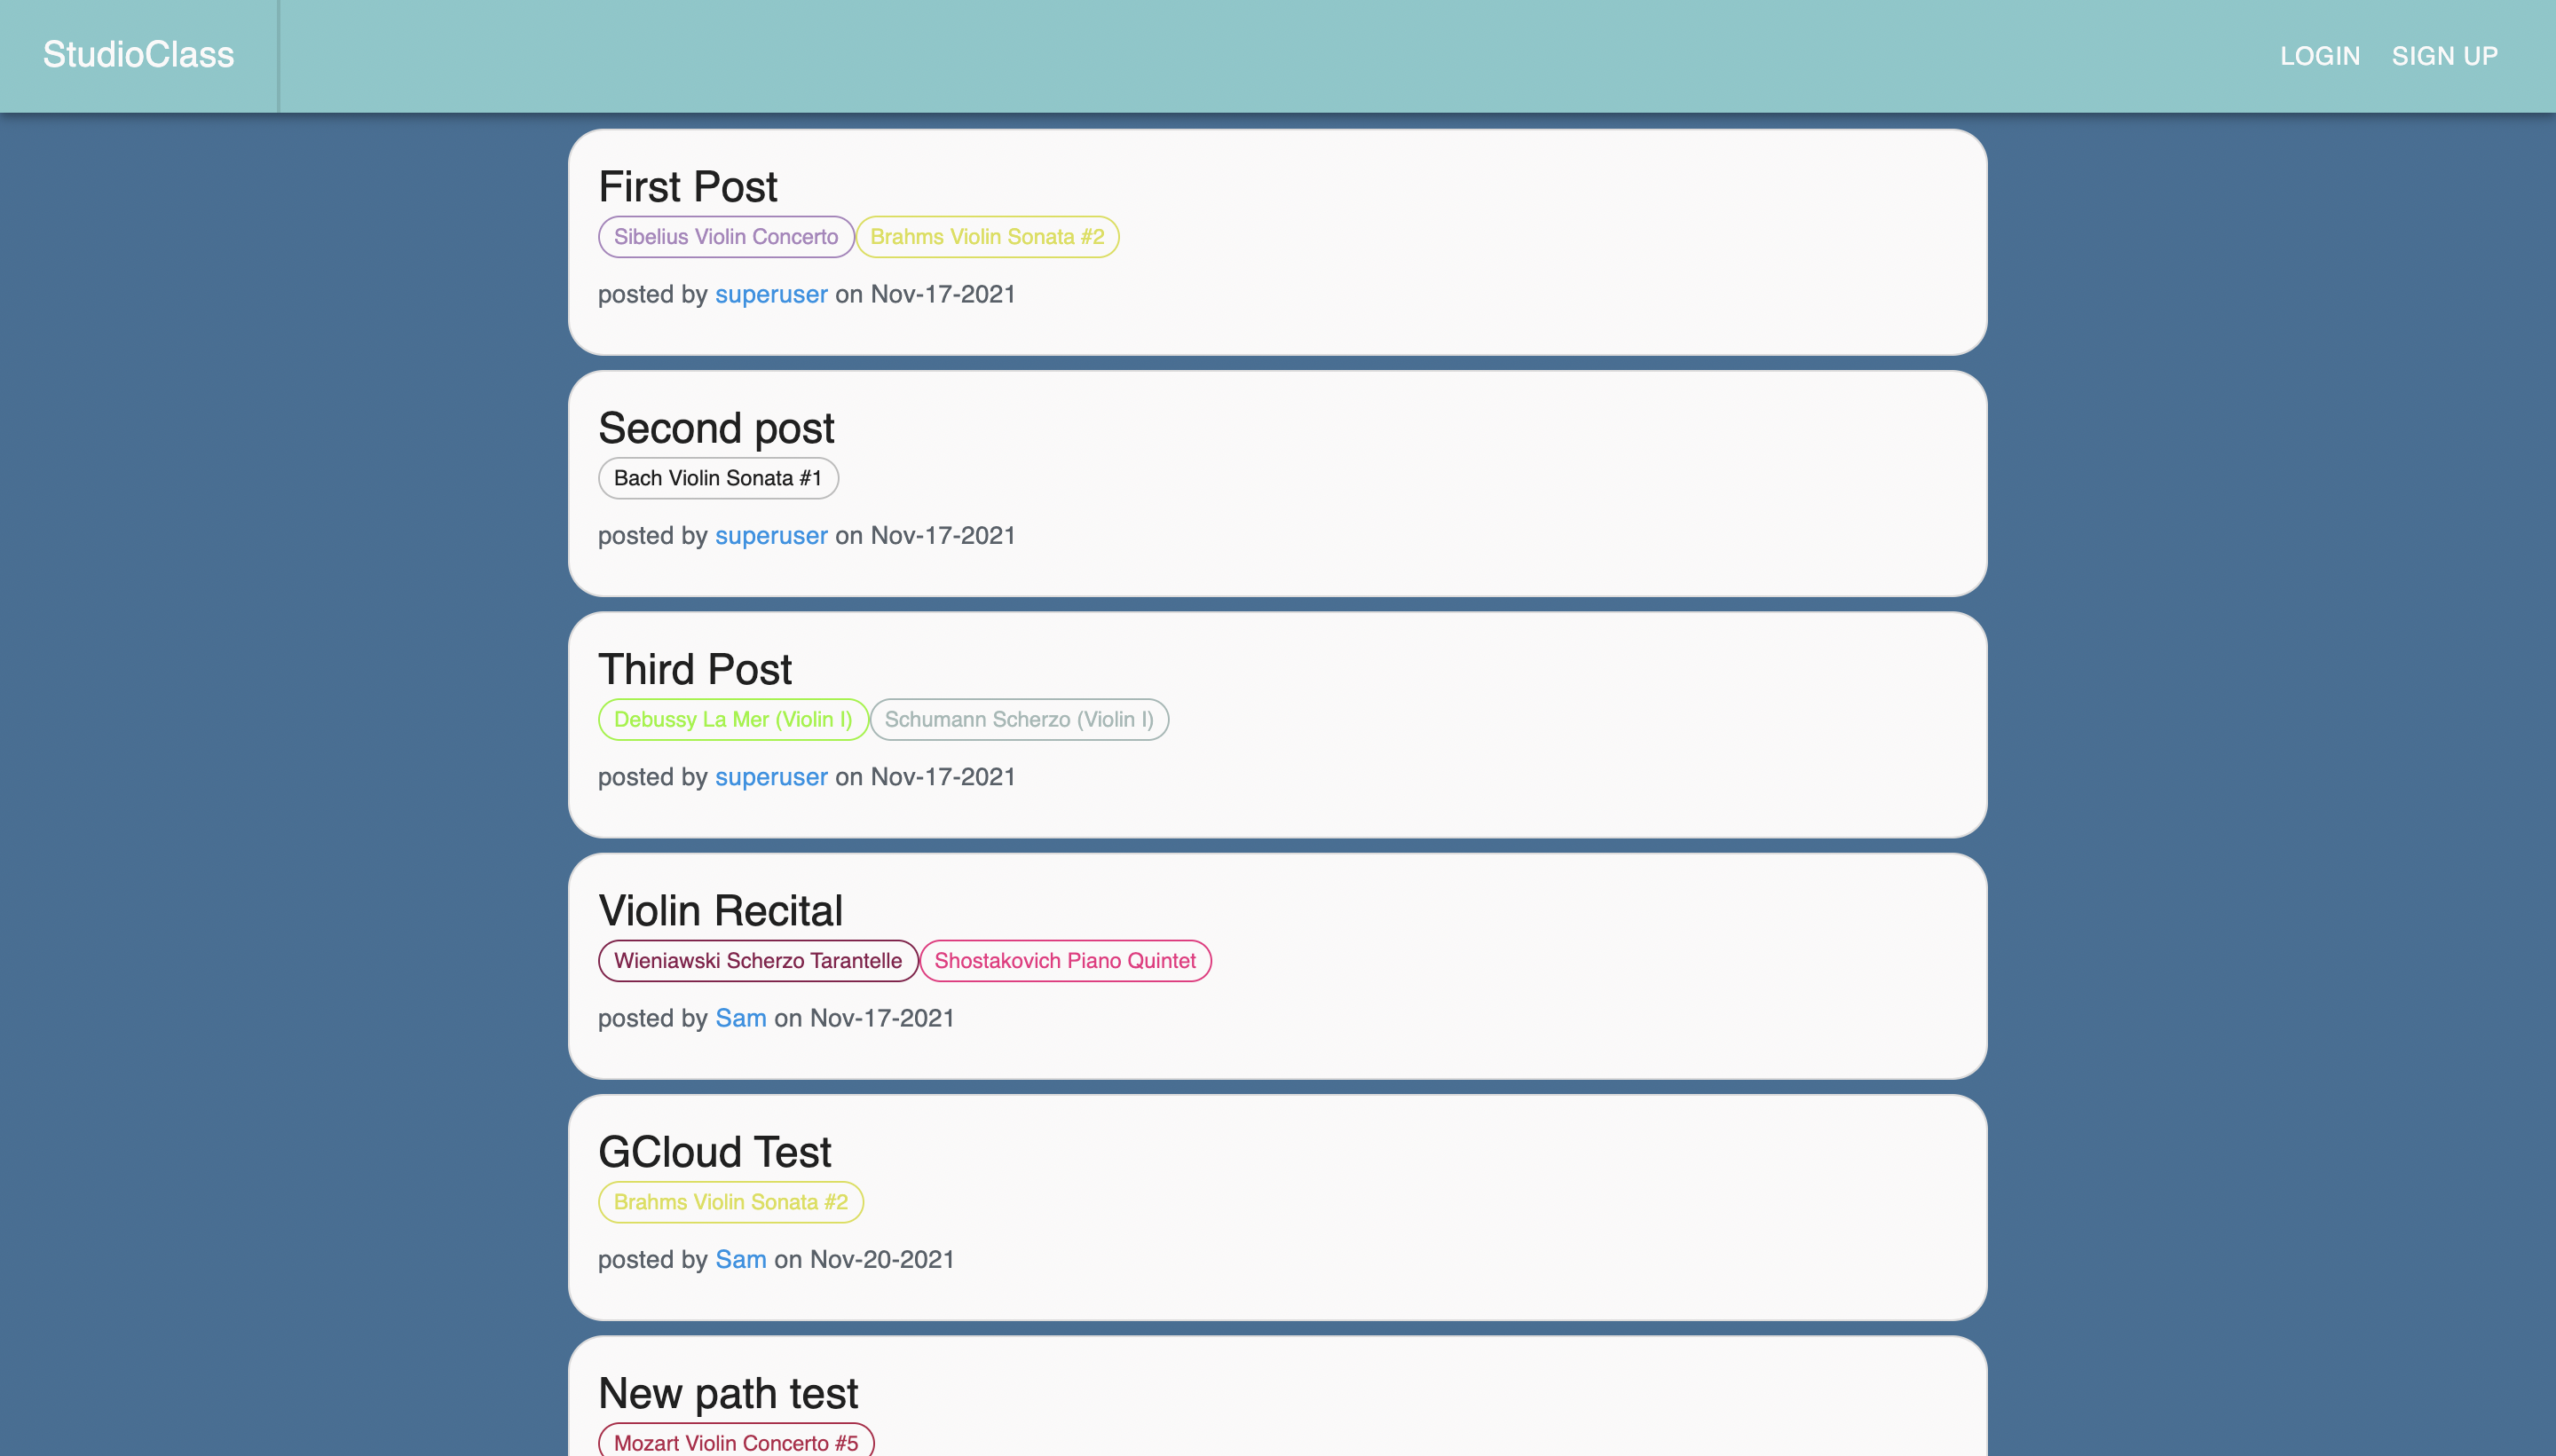 StudioClass LOGIN SIGN UP
First Post
Sibelius Violin Concerto Brahms Violin Sonata #2
posted by superuser on Nov-17-2021
Second post
Bach Violin Sonata #1
posted by superuser on Nov-17-2021
Third Post
Debussy La Mer (Violin I) Schumann Scherzo (Violin I)
posted by superuser on Nov-17-2021
Violin Recital
Wieniawski Scherzo Tarantelle Shostakovich Piano Quintet
posted by Sam on Nov-17-2021
GCloud Test
Brahms Violin Sonata #2
posted by Sam on Nov-20-2021
New path test
Mozart Violin Concerto #5